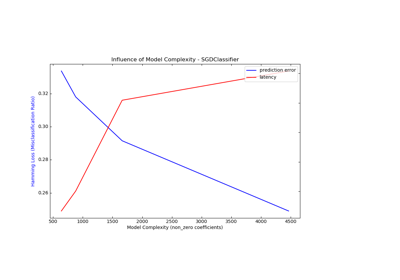 Influence of Model Complexity - SGDClassifier
prediction error
latency
0.32
0.30
0.28
0.26
Hamming Loss (Misclassification Ratio)
500 1000 1500 2000 2500 3000 3500 4000 4500
Model Complexity (non_zero coefficients)